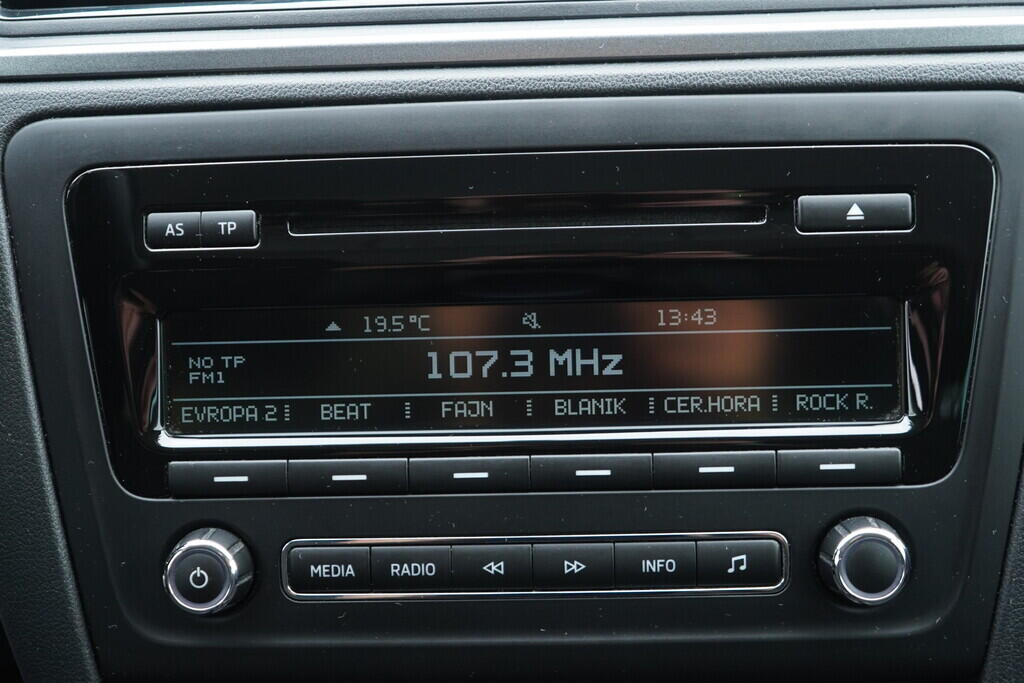 AS TP
19.5°C 13:43
NO TP
FM1
107.3 MHz
EVROPA 2 BEAT FAJN BLANIK CER.HORA ROCK R.
MEDIA RADIO INFO